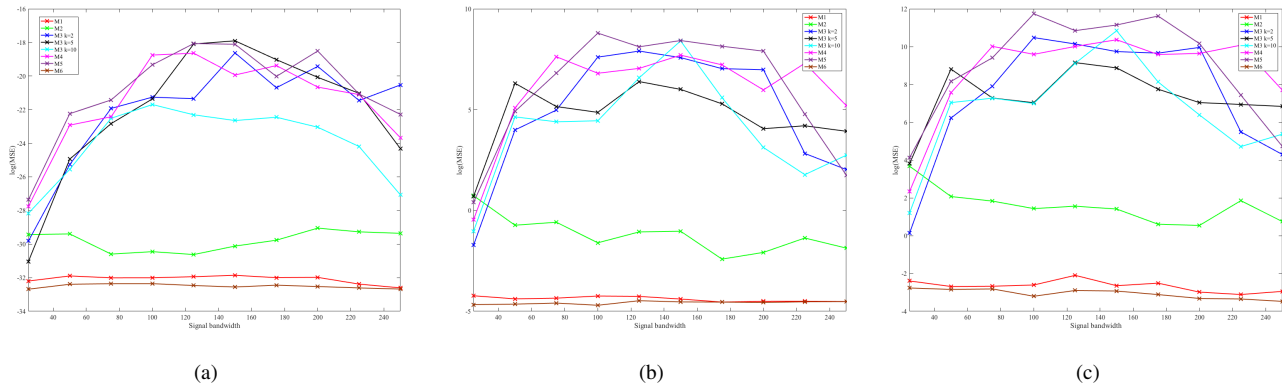 -16
-18
-20
-22
-24
-26
-28
-30
-32
-34
log(MSE)
40 60 80 100 120 140 160 180 200 220 240
Signal bandwidth
M1
M2
M3 k=2
M3 k=5
M3 k=10
M4
M5
M6
(a)
10
5
0
-5
log(MSE)
40 60 80 100 120 140 160 180 200 220 240
Signal bandwidth
M1
M2
M3 k=2
M3 k=5
M3 k=10
M4
M5
M6
(b)
12
10
8
6
4
2
0
-2
-4
log(MSE)
40 60 80 100 120 140 160 180 200 220 240
Signal bandwidth
M1
M2
M3 k=2
M3 k=5
M3 k=10
M4
M5
M6
(c)